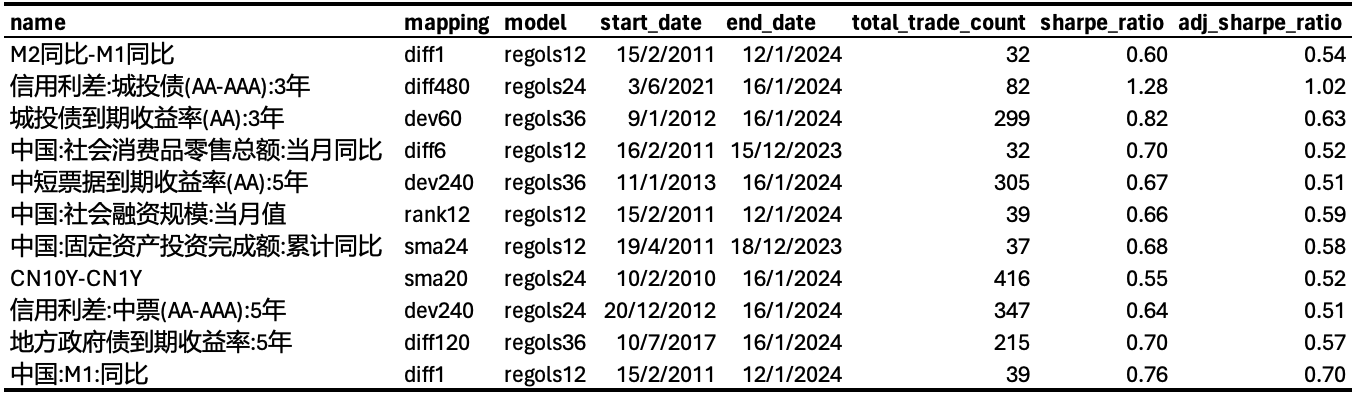 name mapping model start_date end_date total_trade_count sharpe_ratio adj_sharpe_ratio
M2同比-M1同比 diff1 regols12 15/2/2011 12/1/2024 32 0.60 0.54
信用利差:城投债(AA-AAA):3年 diff480 regols24 3/6/2021 16/1/2024 82 1.28 1.02
城投债到期收益率(AA):3年 dev60 regols36 9/1/2012 16/1/2024 299 0.82 0.63
中国:社会消费品零售总额:当月同比 diff6 regols12 16/2/2011 15/12/2023 32 0.70 0.52
中短票据到期收益率(AA):5年 dev240 regols36 11/1/2013 16/1/2024 305 0.67 0.51
中国:社会融资规模:当月值 rank12 regols12 15/2/2011 12/1/2024 39 0.66 0.59
中国:固定资产投资完成额:累计同比 sma24 regols12 19/4/2011 18/12/2023 37 0.68 0.58
CN10Y-CN1Y sma20 regols24 10/2/2010 16/1/2024 416 0.55 0.52
信用利差:中票(AA-AAA):5年 dev240 regols24 20/12/2012 16/1/2024 347 0.64 0.51
地方政府债到期收益率:5年 diff120 regols36 10/7/2017 16/1/2024 215 0.70 0.57
中国:M1:同比 diff1 regols12 15/2/2011 12/1/2024 39 0.76 0.70